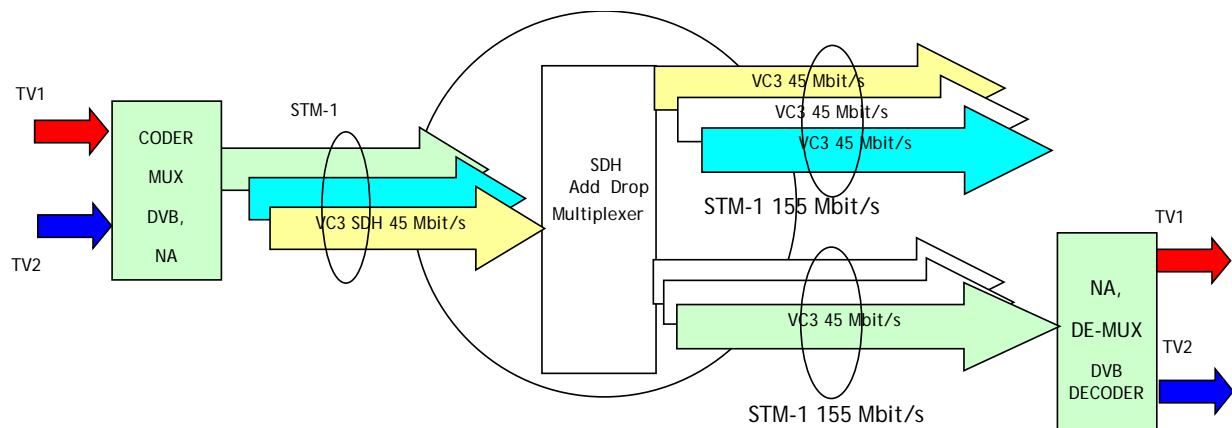 TV1
TV2
CODER
MUX
DVB,
NA
STM-1
VC3 SDH 45 Mbit/s
SDH
Add Drop
Multiplexer
VC3 45 Mbit/s
VC3 45 Mbit/s
VC3 45 Mbit/s
STM-1 155 Mbit/s
VC3 45 Mbit/s
STM-1 155 Mbit/s
NA,
DE-MUX
DVB
DECODER
TV1
TV2